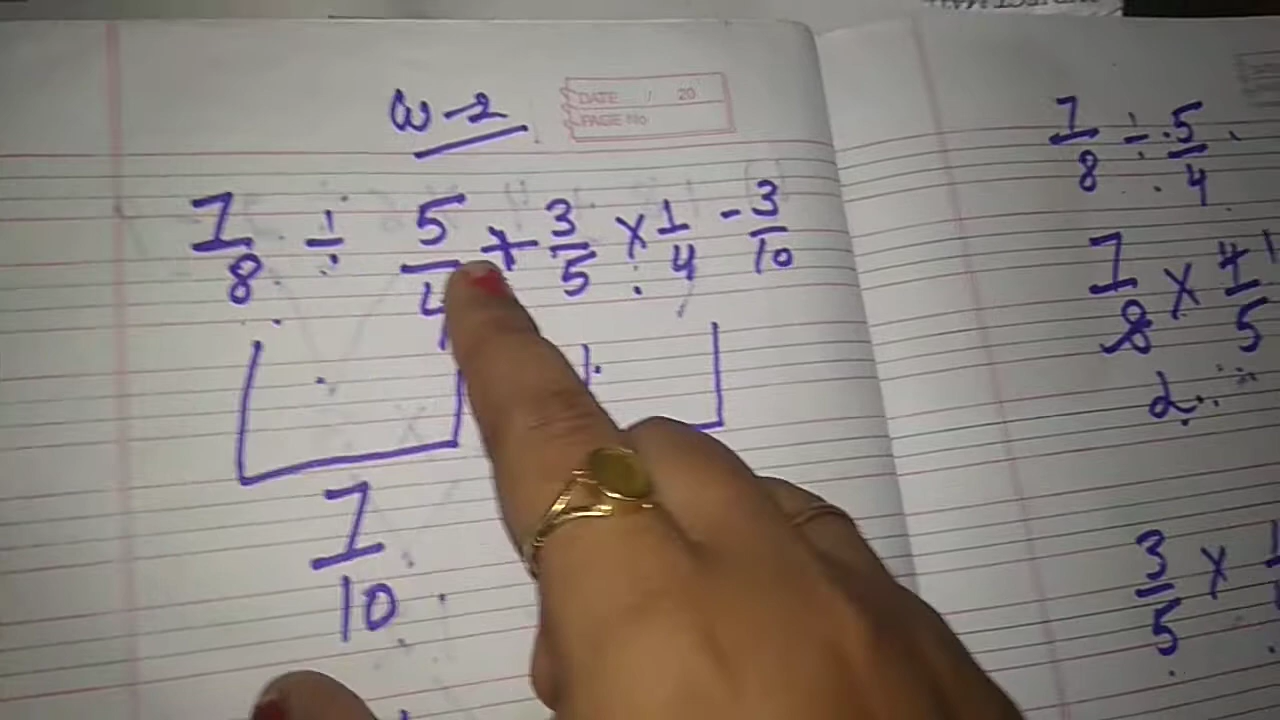 W-2
DATE / 20
PAGE No
7/8 ÷ 5/4 + 3/5 × 1/4 - 3/10
7/10
7/8 ÷ 5/4
7/8 × 4/5
2
3/5 × 1